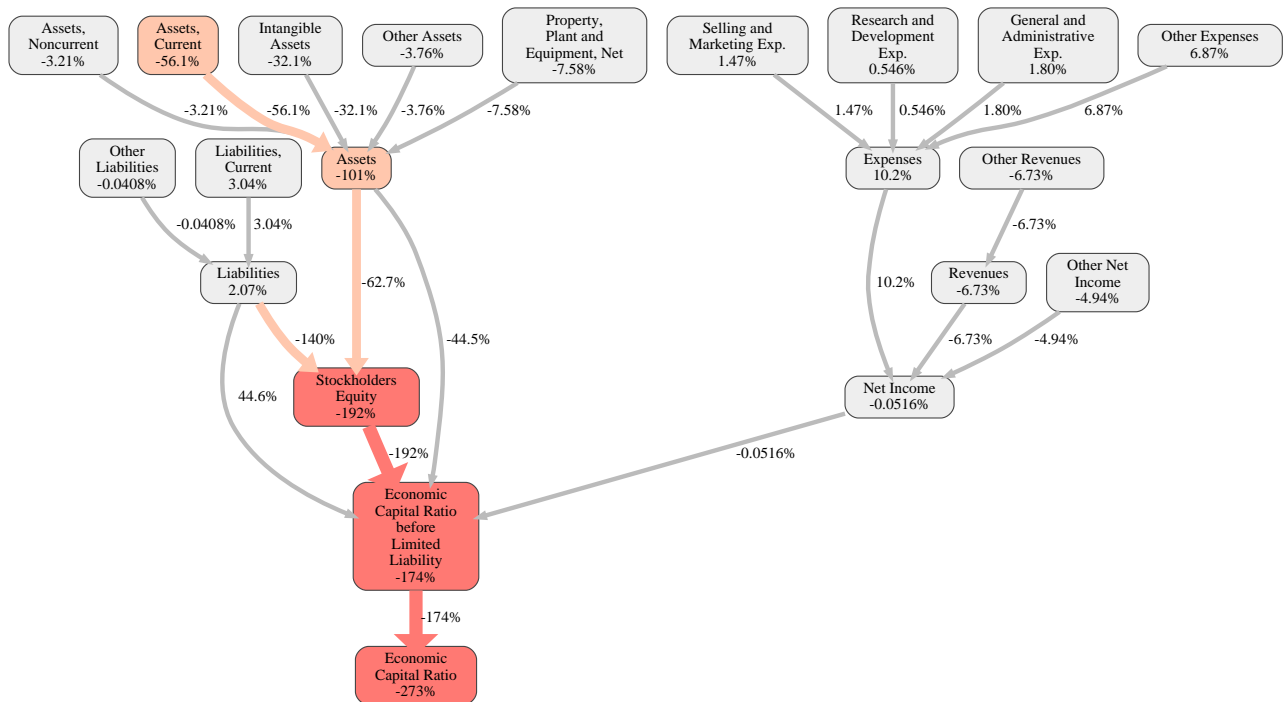 Assets,
Noncurrent
-3.21%
Assets,
Current
-56.1%
Intangible
Assets
-32.1%
Other Assets
-3.76%
Property,
Plant and
Equipment, Net
-7.58%
Selling and
Marketing Exp.
1.47%
Research and
Development
Exp.
0.546%
General and
Administrative
Exp.
1.80%
Other Expenses
6.87%
-3.21%
-56.1%
-32.1%
-3.76%
-7.58%
1.47%
0.546%
1.80%
6.87%
Other
Liabilities
-0.0408%
Liabilities,
Current
3.04%
Assets
-101%
Expenses
10.2%
Other Revenues
-6.73%
-0.0408%
3.04%
-6.73%
Liabilities
2.07%
-62.7%
10.2%
Revenues
-6.73%
Other Net
Income
-4.94%
-140%
-44.5%
-6.73%
-4.94%
44.6%
Stockholders
Equity
-192%
Net Income
-0.0516%
-192%
-0.0516%
Economic
Capital Ratio
before
Limited
Liability
-174%
-174%
Economic
Capital Ratio
-273%